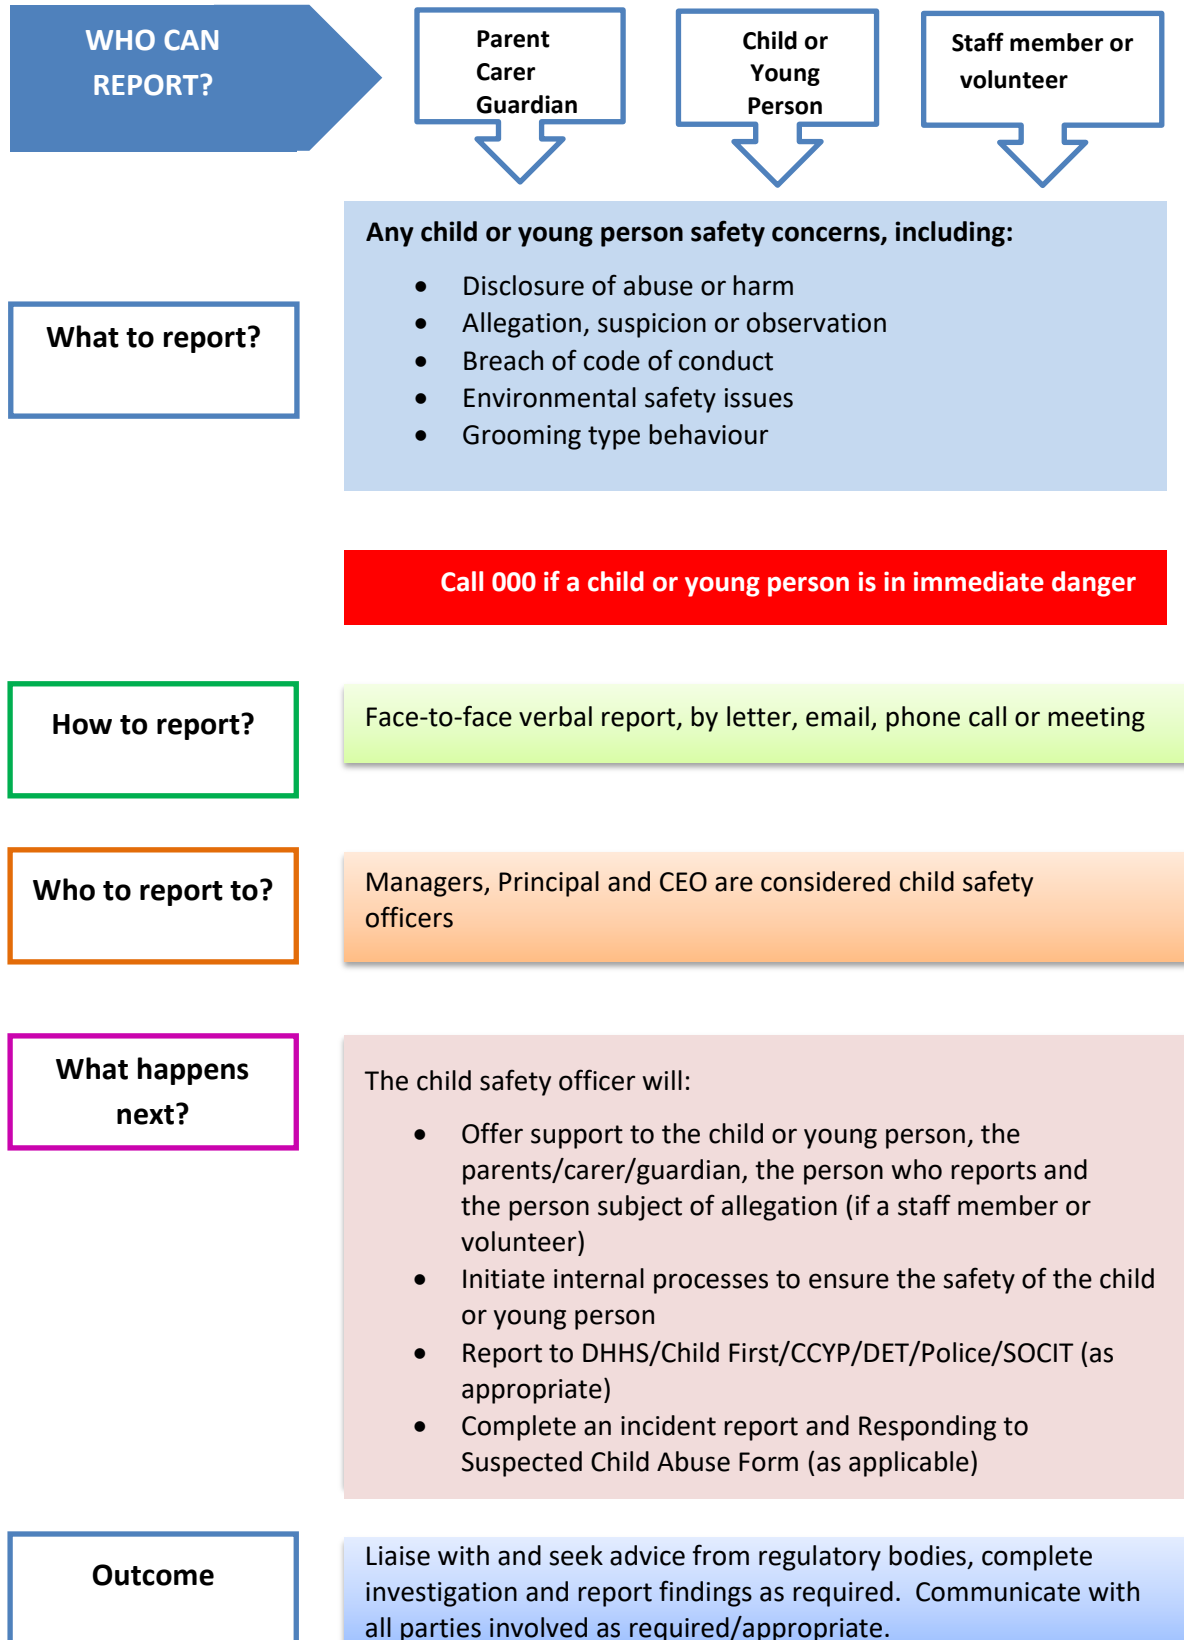 WHO CAN
REPORT?
Parent
Carer
Guardian
Child or
Young
Person
Staff member or
volunteer
What to report?
Any child or young person safety concerns, including:
• Disclosure of abuse or harm
• Allegation, suspicion or observation
• Breach of code of conduct
• Environmental safety issues
• Grooming type behaviour
Call 000 if a child or young person is in immediate danger
How to report?
Face-to-face verbal report, by letter, email, phone call or meeting
Who to report to?
Managers, Principal and CEO are considered child safety
officers
What happens
next?
The child safety officer will:
• Offer support to the child or young person, the
parents/carer/guardian, the person who reports and
the person subject of allegation (if a staff member or
volunteer)
• Initiate internal processes to ensure the safety of the child
or young person
• Report to DHHS/Child First/CCYP/DET/Police/SOCIT (as
appropriate)
• Complete an incident report and Responding to
Suspected Child Abuse Form (as applicable)
Outcome
Liaise with and seek advice from regulatory bodies, complete
investigation and report findings as required.  Communicate with
all parties involved as required/appropriate.